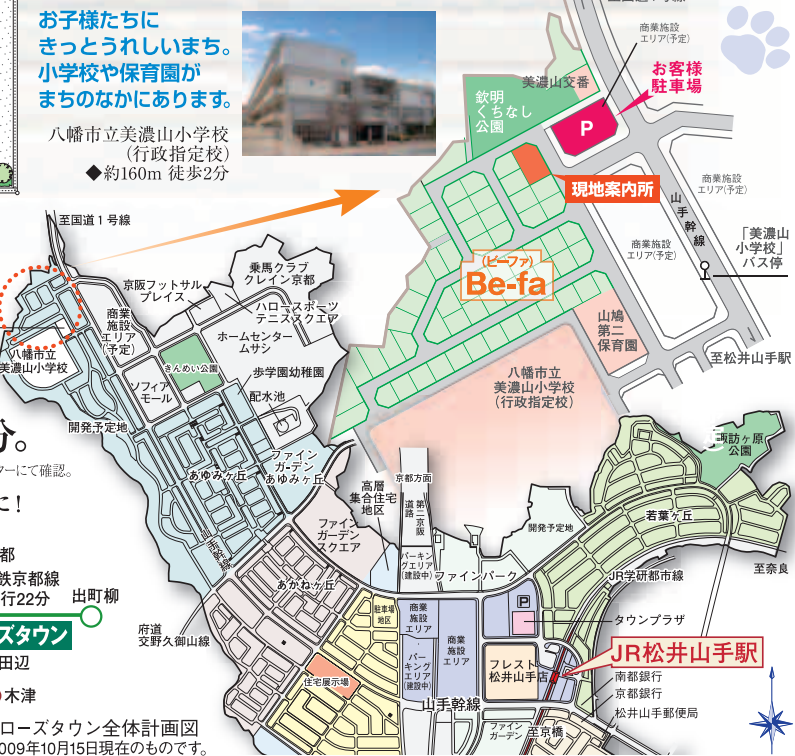 お子様たちに
きっとうれしいまち。
小学校や保育園が
まちのなかにあります。
八幡市立美濃山小学校
(行政指定校)
◆約160m 徒歩2分
商業施設
エリア(予定)
美濃山交番
お客様
駐車場
P
欽明
くちなし
公園
現地案内所
商業施設
エリア(予定)
山手幹線
商業施設
エリア(予定)
「美濃山
小学校」
バス停
(ビーファ)
Be-fa
山鳩
第二
保育園
至松井山手駅
八幡市立
美濃山小学校
(行政指定校)
至国道1号線
京阪フットサル
プレイス
乗馬クラブ
クレイン京都
ハロースポーツ
テニススクエア
商業
施設
エリア
(予定)
ホームセンター
ムサシ
八幡市立
美濃山小学校
きんめい公園
ソフィア
モール
歩学園幼稚園
配水池
開発予定地
あゆみヶ丘
ファイン
ガーデン
あゆみヶ丘
山手幹線
分。
ターにて確認。
に!
高層
集合住宅
地区
京都方面
第二京阪
道路
ファイン
ガーデン
スクエア
パーキン
グエリア
(建設中)
ファインパーク
開発予定地
若葉ヶ丘
諏訪ヶ原
公園
JR学研都市線
至奈良
都
鉄京都線
行22分
出町柳
ズタウン
田辺
木津
府道
交野久御山線
あかねヶ丘
駐車場
地区
商業
施設
エリア
パー
キング
エリア
(建設中)
商業
施設
エリア
P
タウンプラザ
JR松井山手駅
フレスト
松井山手店
南都銀行
京都銀行
松井山手郵便局
住宅展示場
山手幹線
ファイン
ガーデン
至京橋
ローズタウン全体計画図
009年10月15日現在のものです。